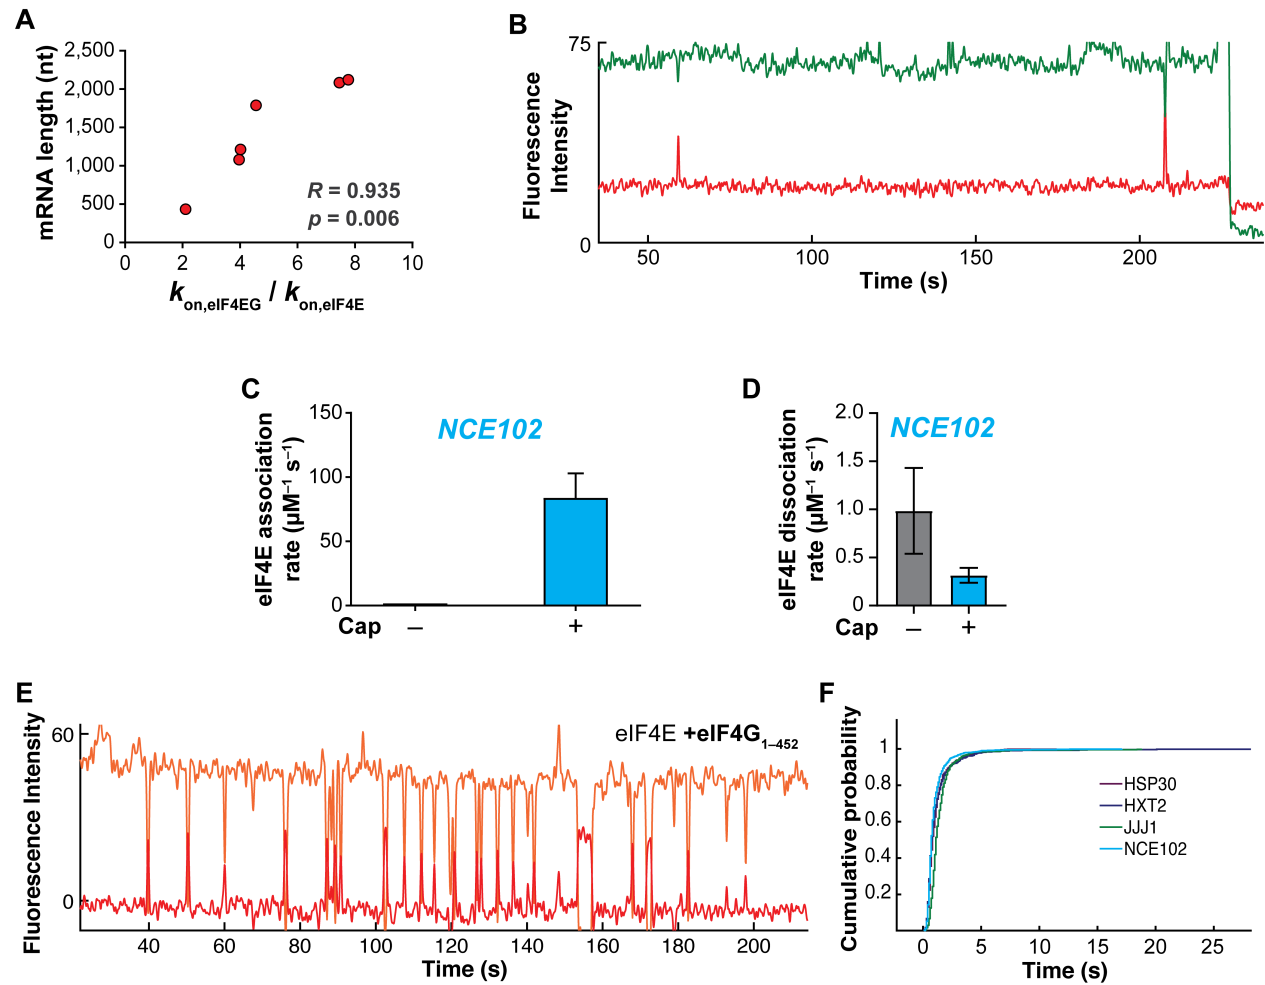 A
mRNA length (nt)
2,500
2,000
1,500
1,000
500
0
R = 0.935
p = 0.006
0 2 4 6 8 10
kon,eIF4EG / kon,eIF4E
B
Fluorescence
Intensity
75
0
50 100 150 200
Time (s)
C
eIF4E association
rate (µM–1 s–1)
150
100
50
0
NCE102
Cap – +
D
eIF4E dissociation
rate (µM–1 s–1)
2.0
1.5
1.0
0.5
0
NCE102
Cap – +
E
Fluorescence Intensity
60
0
eIF4E +eIF4G1–452
40 60 80 100 120 140 160 180 200
Time (s)
F
Cumulative probability
1
0.8
0.6
0.4
0.2
HSP30
HXT2
JJJ1
NCE102
0 5 10 15 20 25
Time (s)